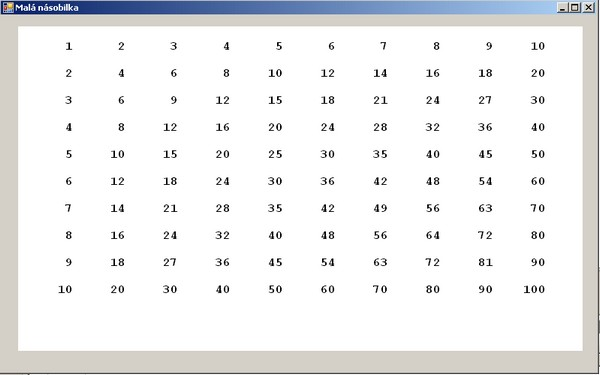 Malá násobilka
1 2 3 4 5 6 7 8 9 10
2 4 6 8 10 12 14 16 18 20
3 6 9 12 15 18 21 24 27 30
4 8 12 16 20 24 28 32 36 40
5 10 15 20 25 30 35 40 45 50
6 12 18 24 30 36 42 48 54 60
7 14 21 28 35 42 49 56 63 70
8 16 24 32 40 48 56 64 72 80
9 18 27 36 45 54 63 72 81 90
10 20 30 40 50 60 70 80 90 100